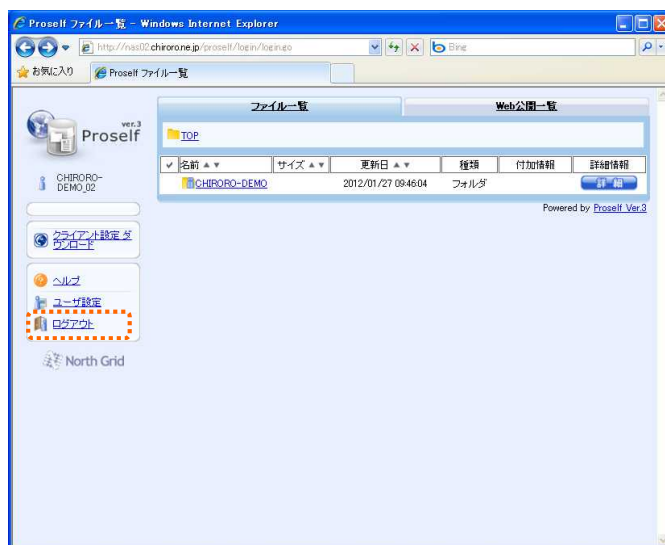 Proself ファイル一覧 - Windows Internet Explorer
http://nas02.chiroro.ne.jp/proself/login/login.go
Bing
お気に入り
Proself ファイル一覧
ver.3
Proself
CHIRORO-
DEMO_02
クライアント設定 ダ
ウンロード
ヘルプ
ユーザ設定
ログアウト
North Grid
ファイル一覧
Web公開一覧
TOP
名前 ▲ ▼
サイズ ▲ ▼
更新日 ▲ ▼
種類
付加情報
詳細情報
CHIRORO-DEMO
2012/01/27 09:46:04
フォルダ
詳 細
Powered by Proself Ver.3